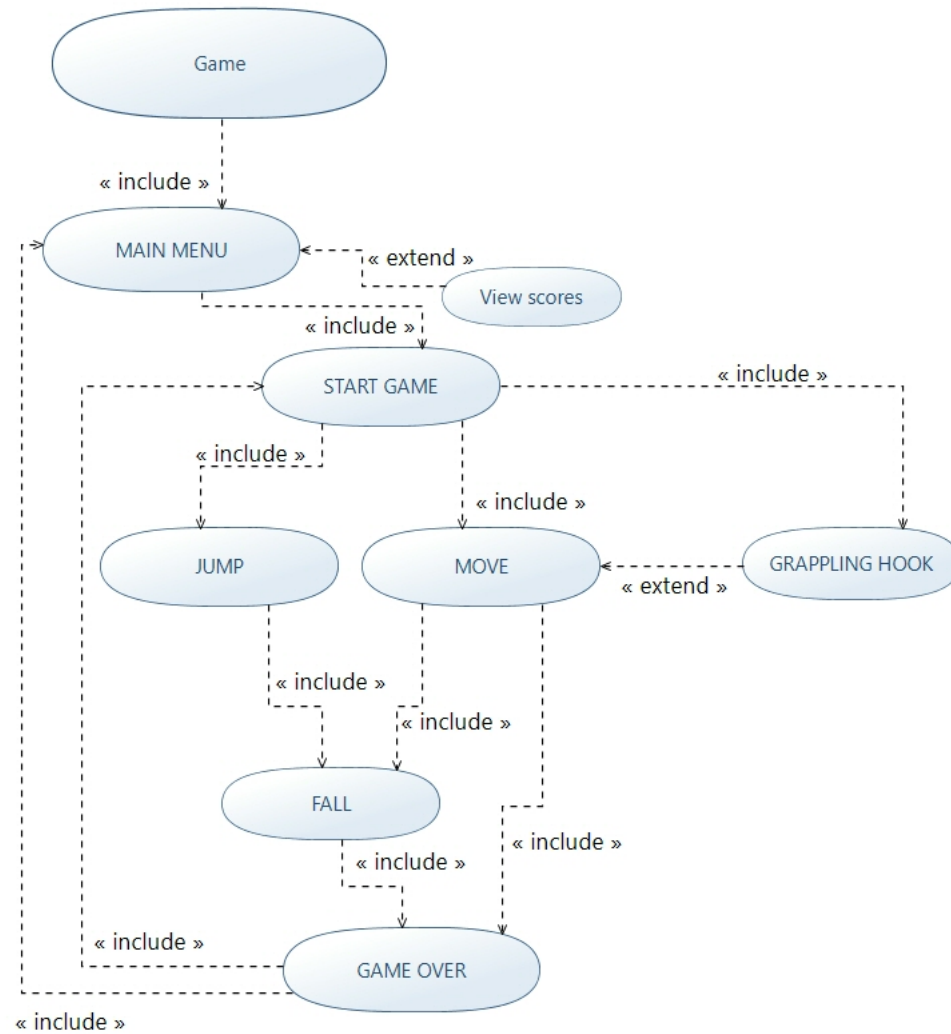 Game
« include »
MAIN MENU
« extend »
View scores
« include »
START GAME
« include »
« include »
« include »
JUMP
MOVE
GRAPPLING HOOK
« extend »
« include »
« include »
FALL
« include »
« include »
« include »
GAME OVER
« include »